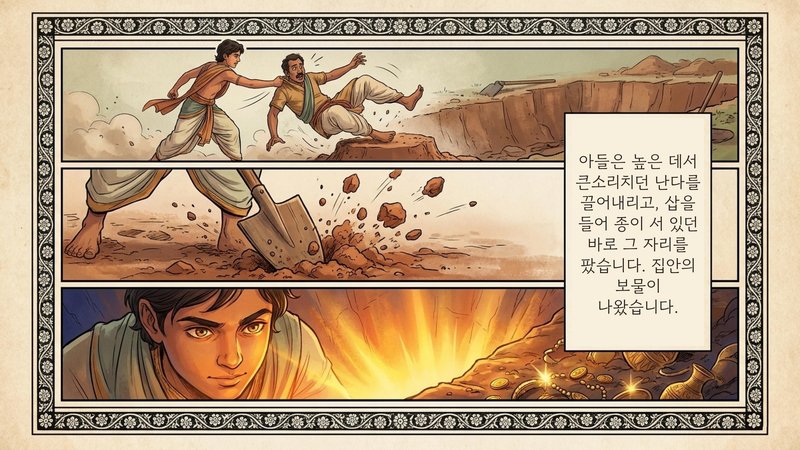 아들은 높은 데서
큰소리치던 난다를
끌어내리고, 삽을
들어 종이 서 있던
바로 그 자리를
팠습니다. 집안의
보물이
나왔습니다.